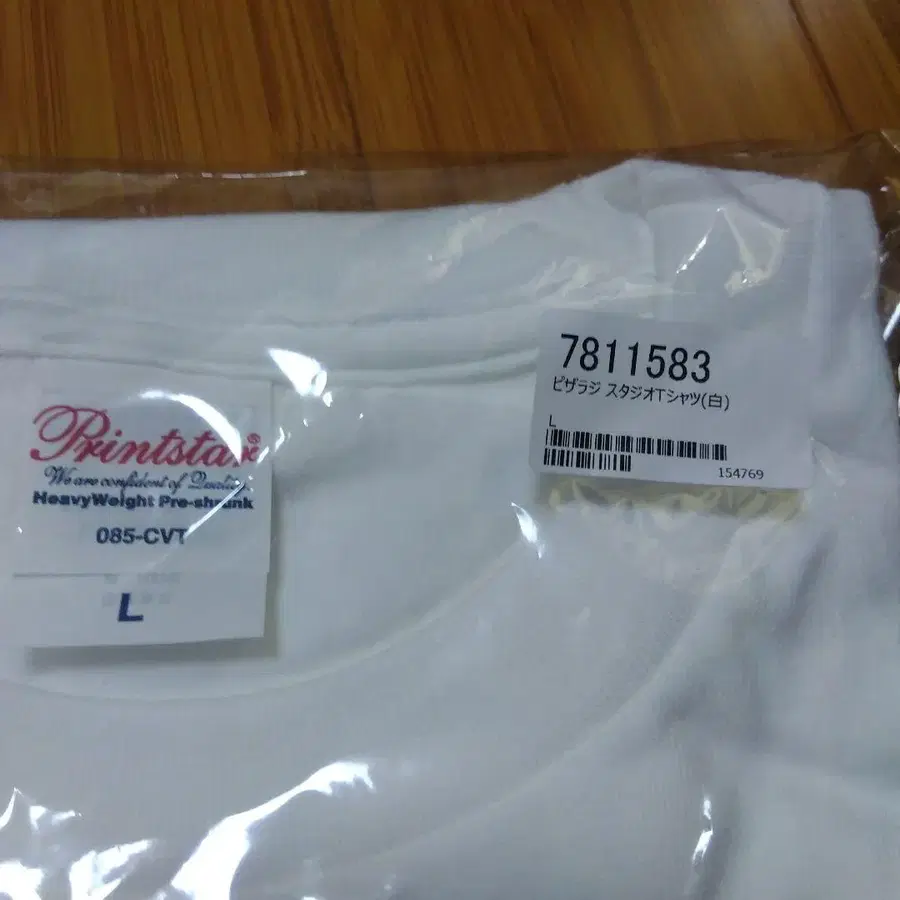 Printstar®
We are confident of Quality.
HeavyWeight Pre-shrunk
085-CVT
L
7811583
ピザラジ スタジオTシャツ(白)
L
154769